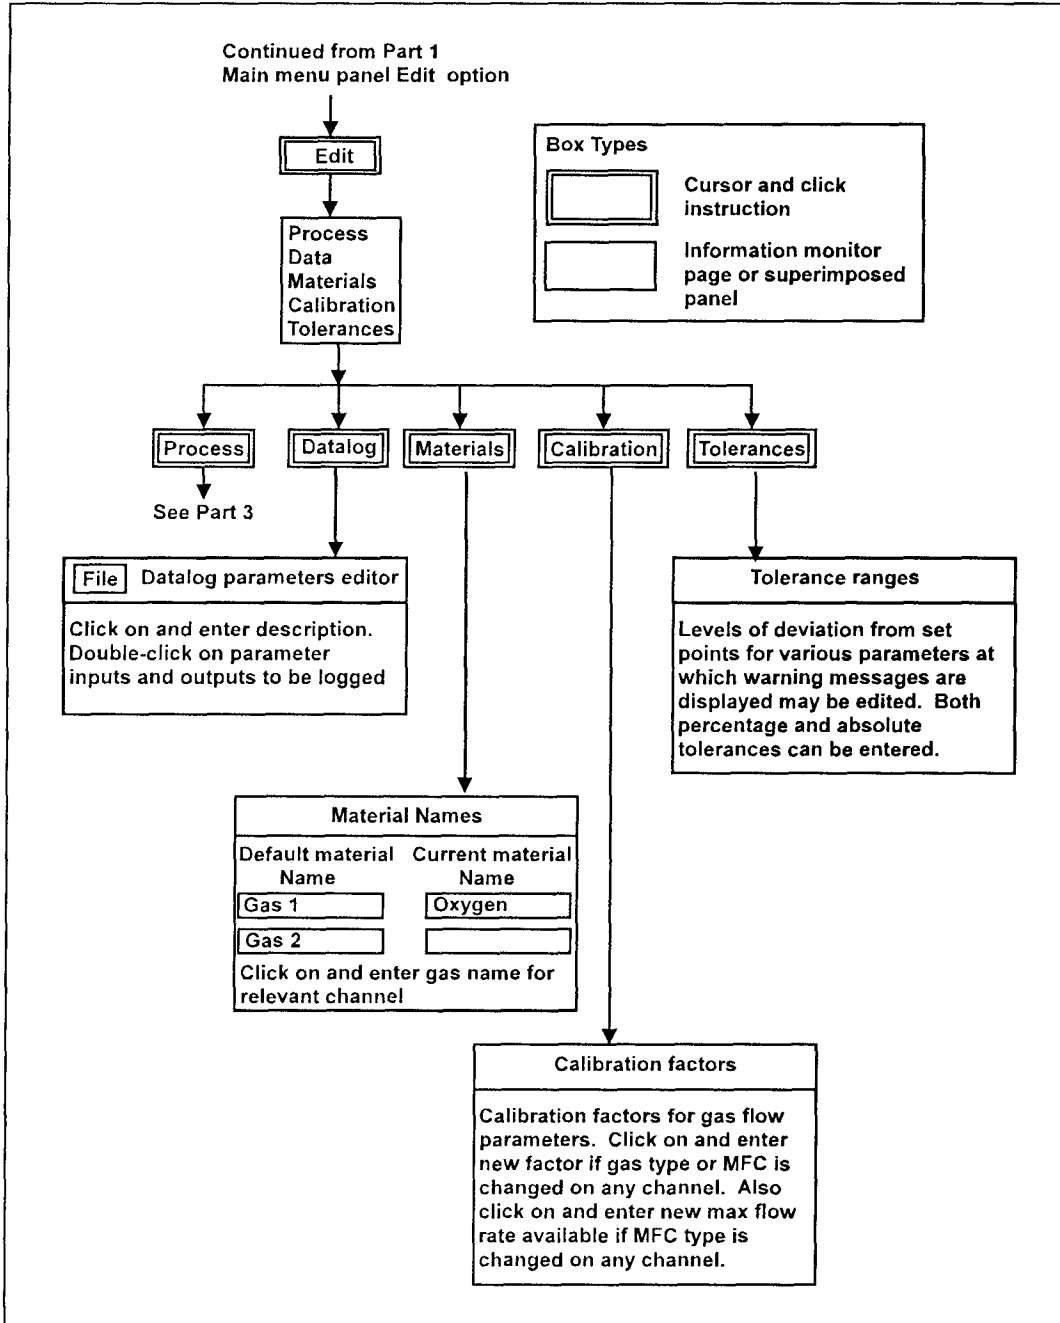 Continued from Part 1
Main menu panel Edit option
Edit
Box Types
Cursor and click
instruction
Information monitor
page or superimposed
panel
Process
Data
Materials
Calibration
Tolerances
Process
Datalog
Materials
Calibration
Tolerances
See Part 3
File Datalog parameters editor
Click on and enter description.
Double-click on parameter
inputs and outputs to be logged
Tolerance ranges
Levels of deviation from set
points for various parameters at
which warning messages are
displayed may be edited. Both
percentage and absolute
tolerances can be entered.
Material Names
Default material Current material
Name Name
Gas 1 Oxygen
Gas 2
Click on and enter gas name for
relevant channel
Calibration factors
Calibration factors for gas flow
parameters. Click on and enter
new factor if gas type or MFC is
changed on any channel. Also
click on and enter new max flow
rate available if MFC type is
changed on any channel.